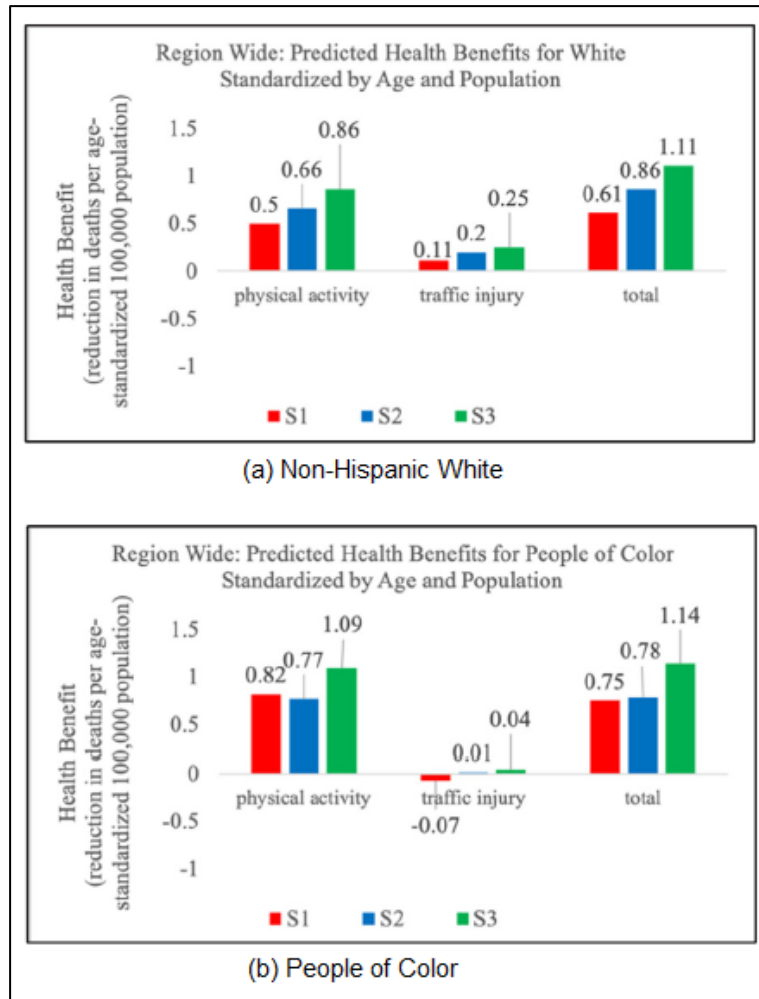 Region Wide: Predicted Health Benefits for White
Standardized by Age and Population
Health Benefit
(reduction in deaths per age-
standardized 100,000 population)
1.5
1
0.5
0
-0.5
-1
0.5
0.66
0.86
0.11
0.2
0.25
0.61
0.86
1.11
physical activity
traffic injury
total
S1
S2
S3
(a) Non-Hispanic White
Region Wide: Predicted Health Benefits for People of Color
Standardized by Age and Population
Health Benefit
(reduction in deaths per age-
standardized 100,000 population)
1.5
1
0.5
0
-0.5
-1
0.82
0.77
1.09
-0.07
0.01
0.04
0.75
0.78
1.14
physical activity
traffic injury
total
S1
S2
S3
(b) People of Color